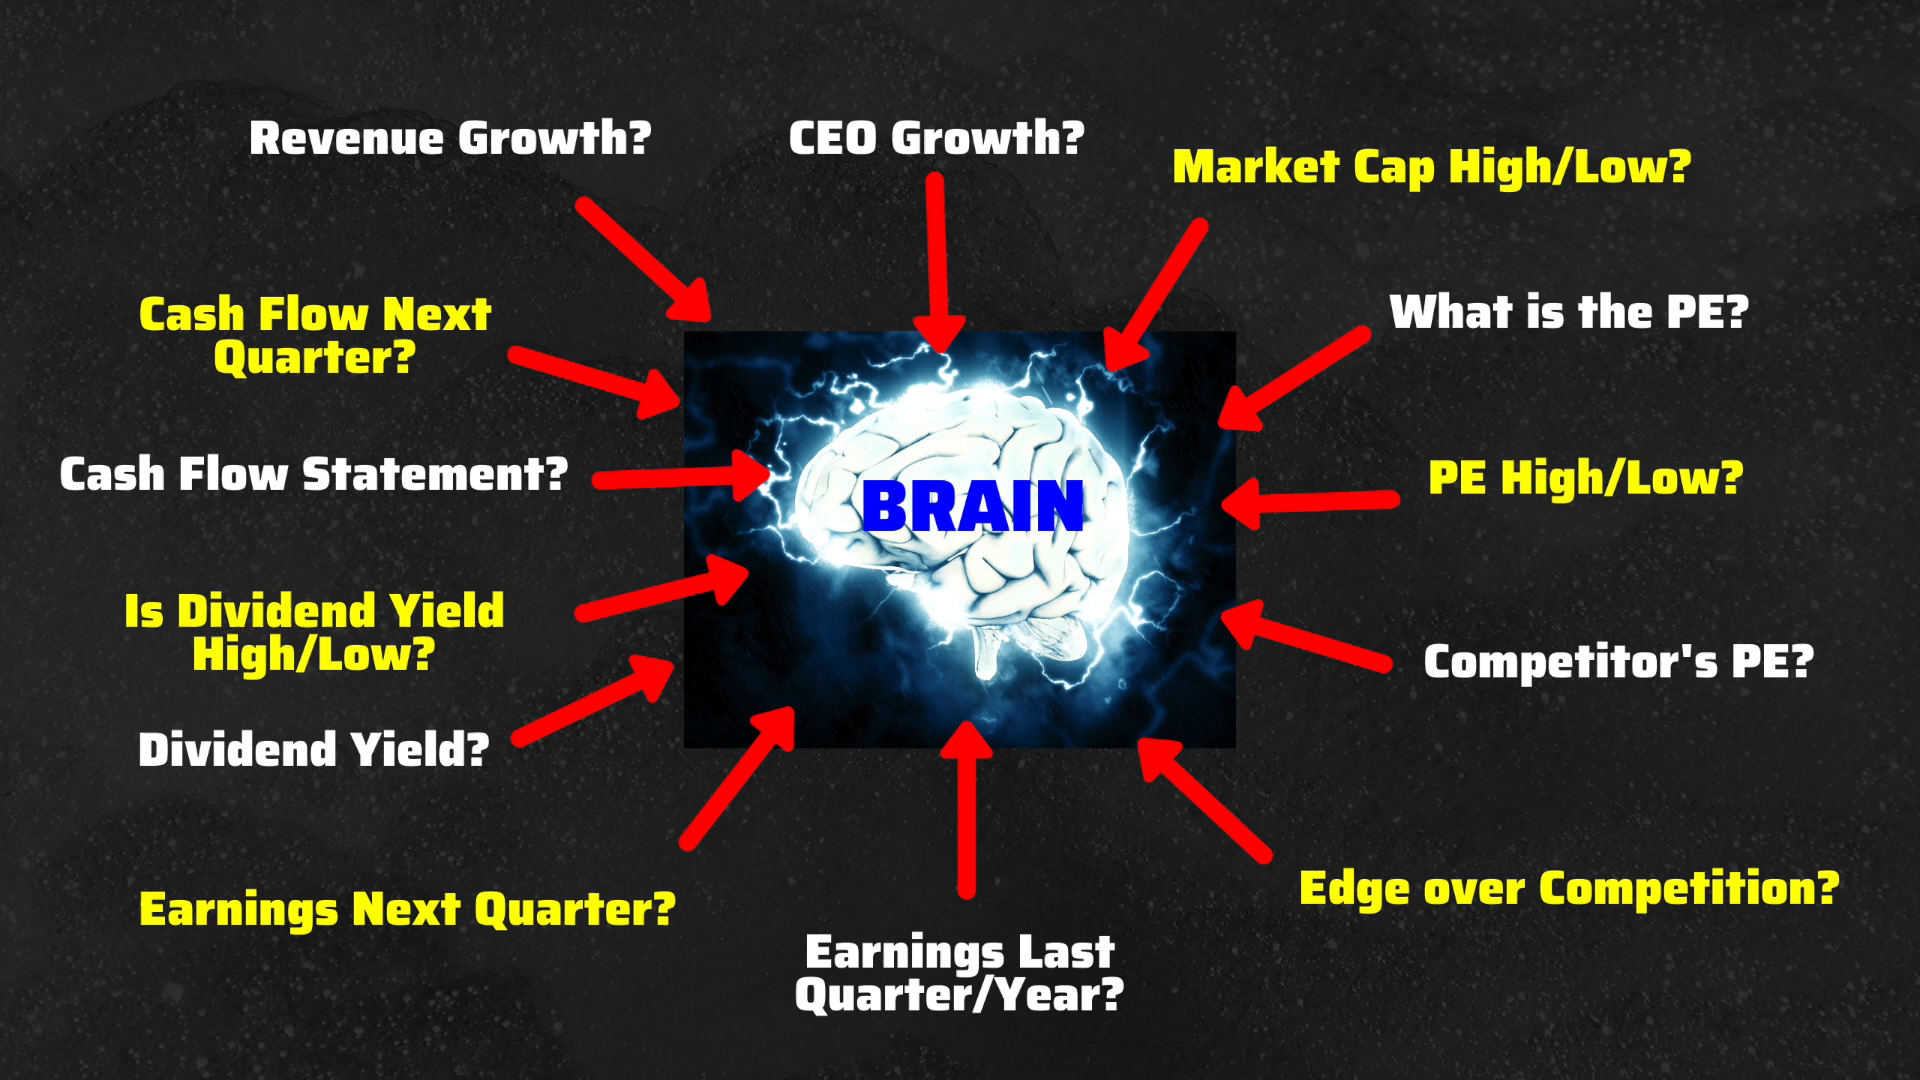 Revenue Growth?
CEO Growth?
Market Cap High/Low?
Cash Flow Next
Quarter?
What is the PE?
Cash Flow Statement?
BRAIN
PE High/Low?
Is Dividend Yield
High/Low?
Competitor's PE?
Dividend Yield?
Earnings Next Quarter?
Edge over Competition?
Earnings Last
Quarter/Year?